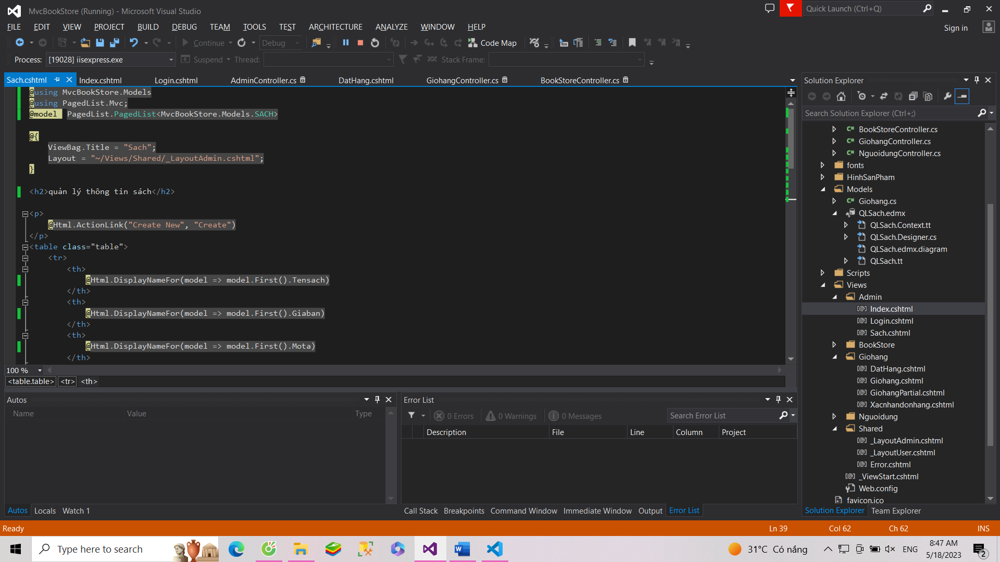 MvcBookStore (Running) - Microsoft Visual Studio
Quick Launch (Ctrl+Q)
FILE EDIT VIEW PROJECT BUILD DEBUG TEAM TOOLS TEST ARCHITECTURE ANALYZE WINDOW HELP
Sign in
Continue Debug Code Map
Process: [19028] iisexpress.exe Suspend Thread: Stack Frame:
Sach.cshtml Index.cshtml Login.cshtml AdminController.cs DatHang.cshtml GiohangController.cs BookStoreController.cs
@using MvcBookStore.Models
@using PagedList.Mvc;
@model PagedList.PagedList<MvcBookStore.Models.SACH>
@{
ViewBag.Title = "Sach";
Layout = "~/Views/Shared/_LayoutAdmin.cshtml";
}
<h2>quản lý thông tin sách</h2>
<p>
@Html.ActionLink("Create New", "Create")
</p>
<table class="table">
<tr>
<th>
@Html.DisplayNameFor(model => model.First().Tensach)
</th>
<th>
@Html.DisplayNameFor(model => model.First().Giaban)
</th>
<th>
@Html.DisplayNameFor(model => model.First().Mota)
</th>
100 %
<table.table> <tr> <th>
Autos
Name Value Type
Autos Locals Watch 1
Error List
0 Errors 0 Warnings 0 Messages Search Error List
Description File Line Column Project
Call Stack Breakpoints Command Window Immediate Window Output Error List
Solution Explorer
Search Solution Explorer (Ctrl+;)
C# BookStoreController.cs
C# GiohangController.cs
C# NguoidungController.cs
fonts
HinhSanPham
Models
C# Giohang.cs
QLSach.edmx
QLSach.Context.tt
QLSach.Designer.cs
QLSach.edmx.diagram
QLSach.tt
Scripts
Views
Admin
[@] Index.cshtml
[@] Login.cshtml
[@] Sach.cshtml
BookStore
Giohang
[@] DatHang.cshtml
[@] Giohang.cshtml
[@] GiohangPartial.cshtml
[@] Xacnhandonhang.cshtml
Nguoidung
Shared
[@] _LayoutAdmin.cshtml
[@] _LayoutUser.cshtml
[@] Error.cshtml
[@] _ViewStart.cshtml
Web.config
favicon.ico
Solution Explorer Team Explorer
Ready Ln 39 Col 62 Ch 62 INS
Type here to search
31°C Có nắng
ENG
8:47 AM
5/18/2023
2